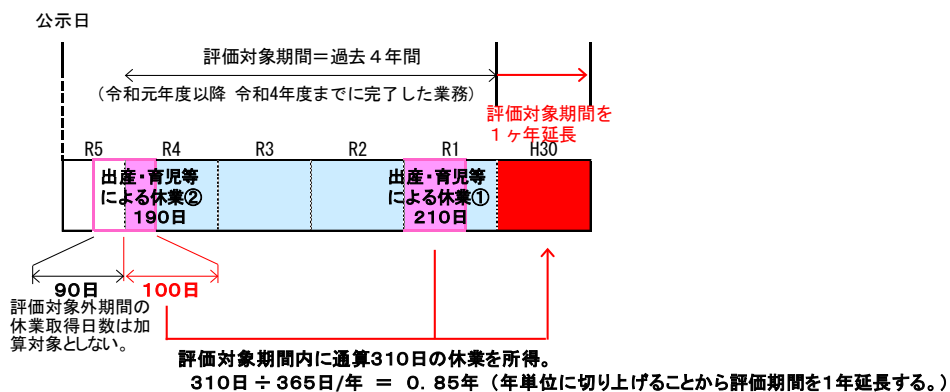 公示日
評価対象期間＝過去４年間
(令和元年度以降 令和4年度までに完了した業務)
評価対象期間を
１ヶ年延長
R5 R4 R3 R2 R1 H30
出産・育児等
による休業②
190日
出産・育児等
による休業①
210日
90日
100日
評価対象外期間の
休業取得日数は加
算対象としない。
評価対象期間内に通算310日の休業を所得。
310日÷365日/年 ＝ 0.85年（年単位に切り上げることから評価期間を1年延長する。）